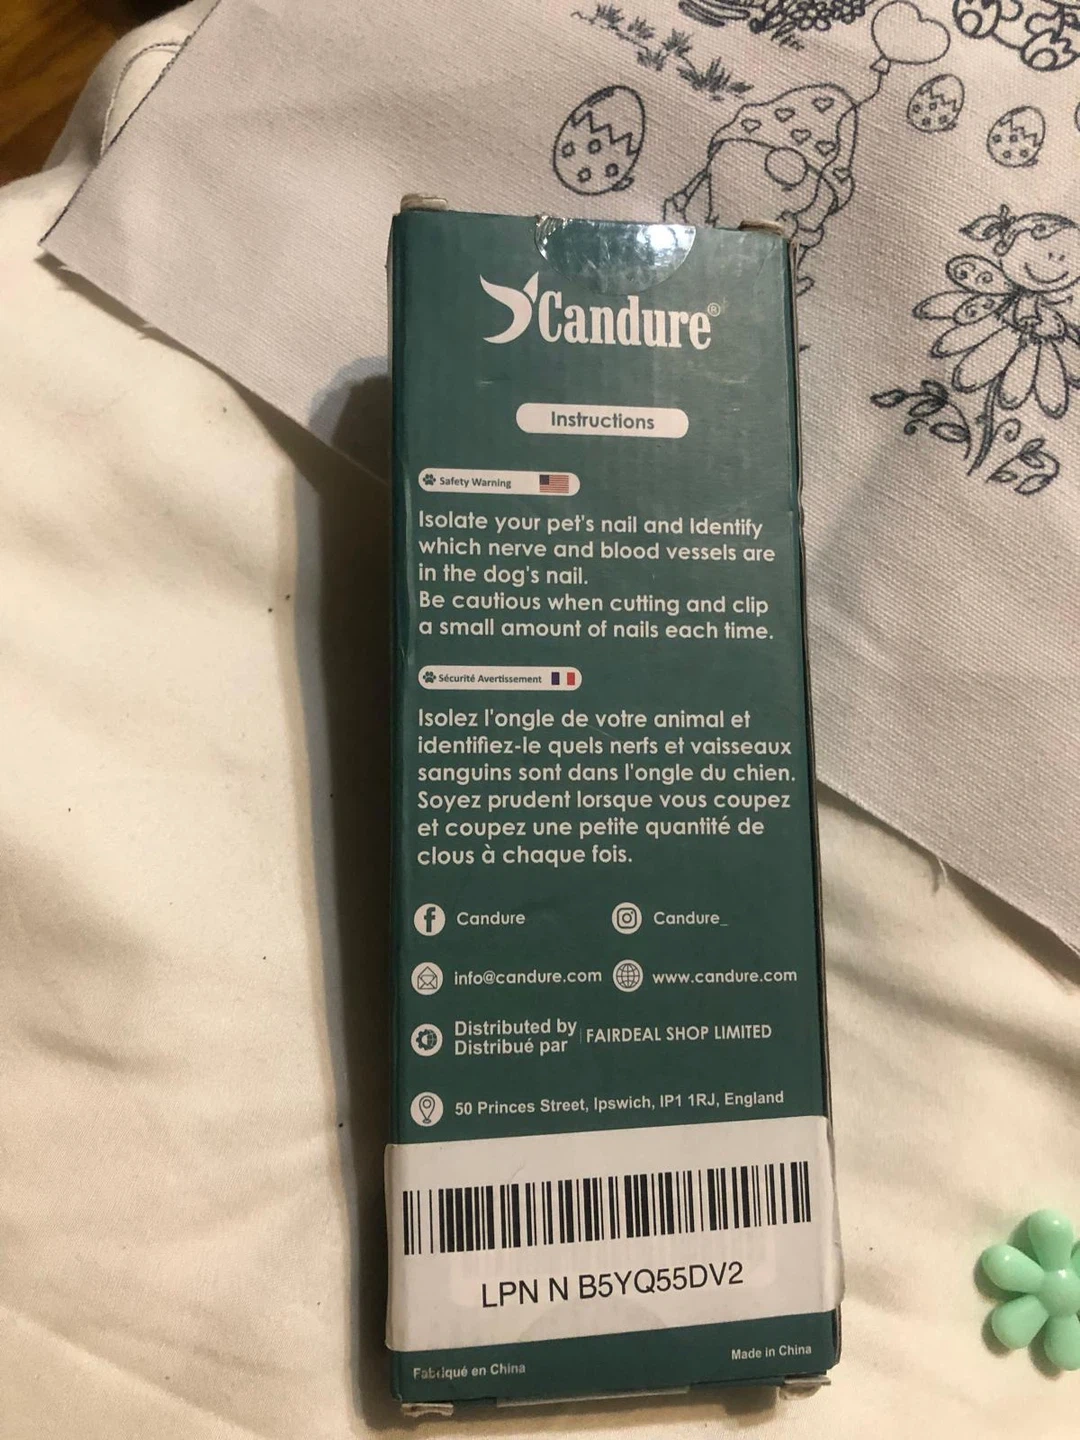 Candure®
Instructions
Safety Warning
Isolate your pet's nail and Identify
which nerve and blood vessels are
in the dog's nail.
Be cautious when cutting and clip
a small amount of nails each time.
Sécurité Avertissement
Isolez l'ongle de votre animal et
identifiez-le quels nerfs et vaisseaux
sanguins sont dans l'ongle du chien.
Soyez prudent lorsque vous coupez
et coupez une petite quantité de
clous à chaque fois.
Candure
Candure_
info@candure.com
www.candure.com
Distributed by
Distribué par
FAIRDEAL SHOP LIMITED
50 Princes Street, Ipswich, IP1 1RJ, England
LPN N B5YQ55DV2
Fabriqué en China
Made in China